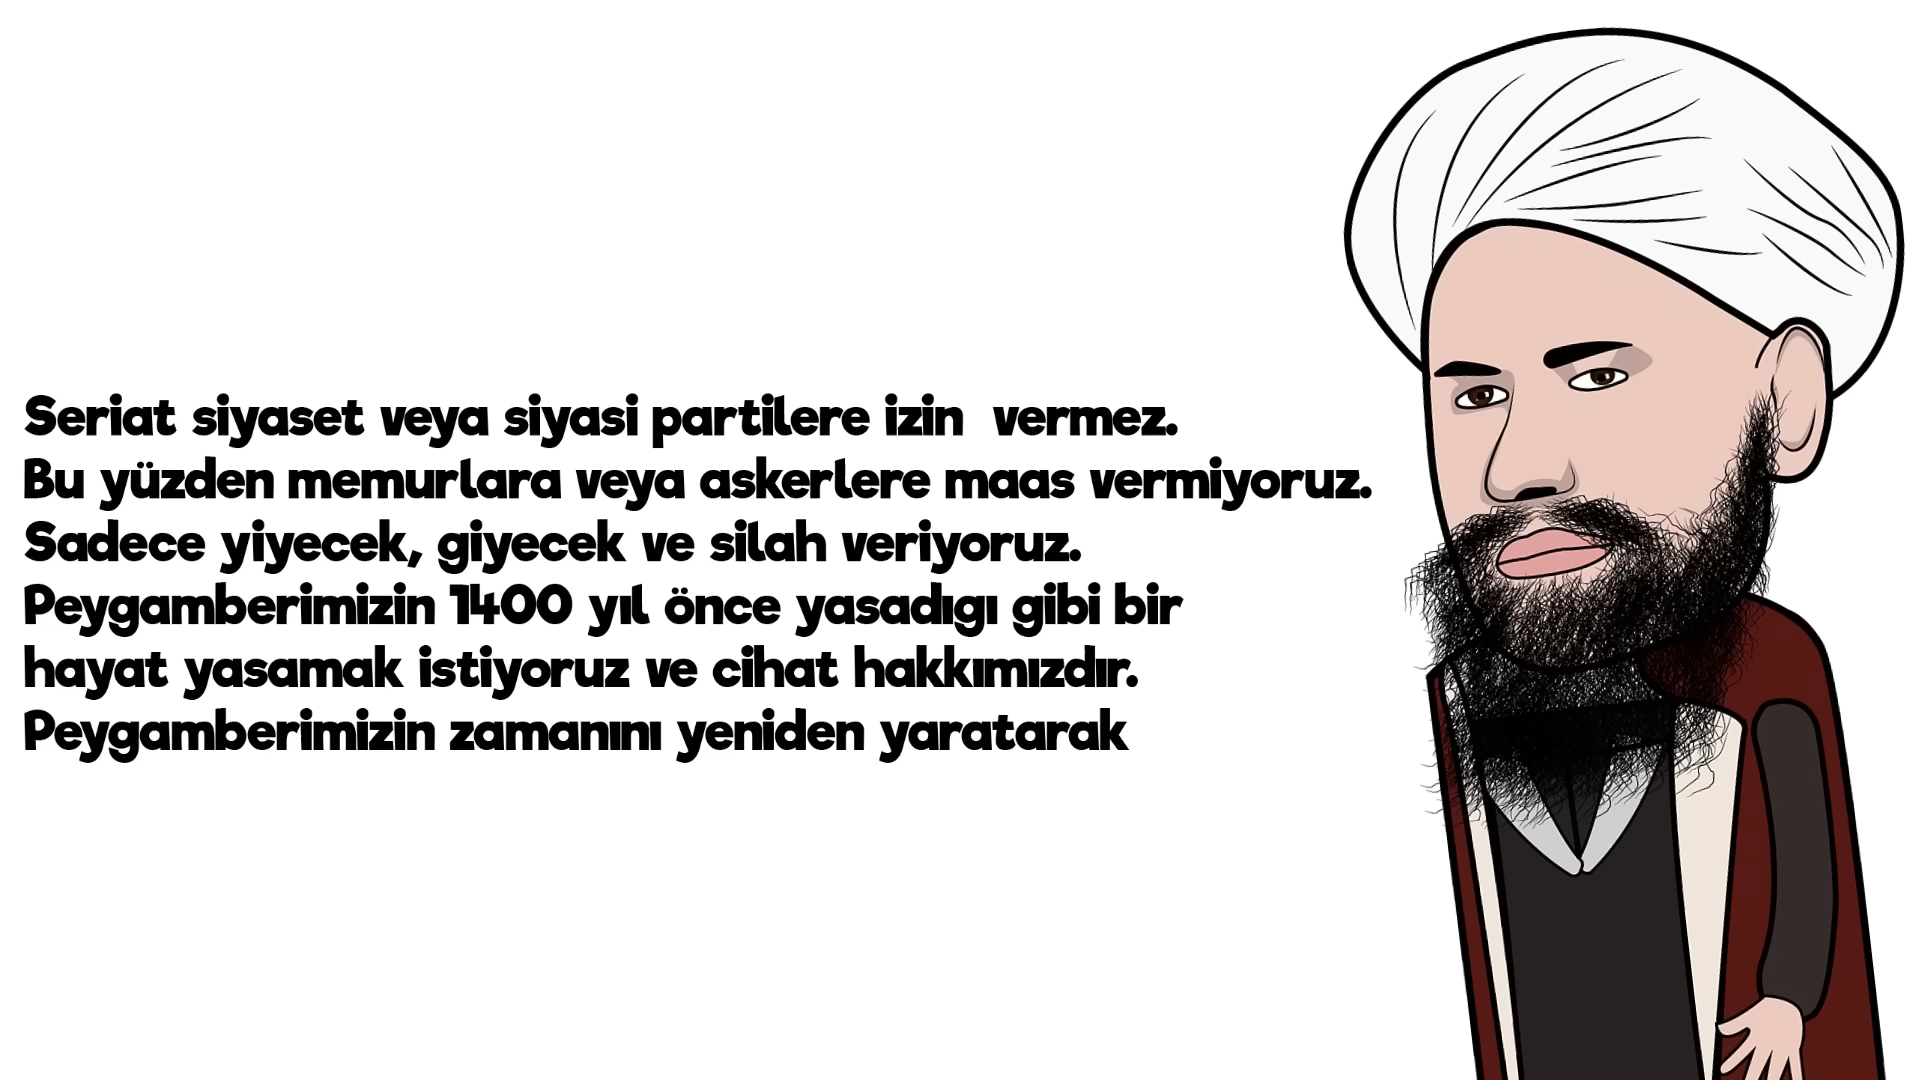 Seriat siyaset veya siyasi partilere izin  vermez.
Bu yüzden memurlara veya askerlere maas vermiyoruz.
Sadece yiyecek, giyecek ve silah veriyoruz.
Peygamberimizin 1400 yıl önce yasadıgı gibi bir
hayat yasamak istiyoruz ve cihat hakkımızdır.
Peygamberimizin zamanını yeniden yaratarak